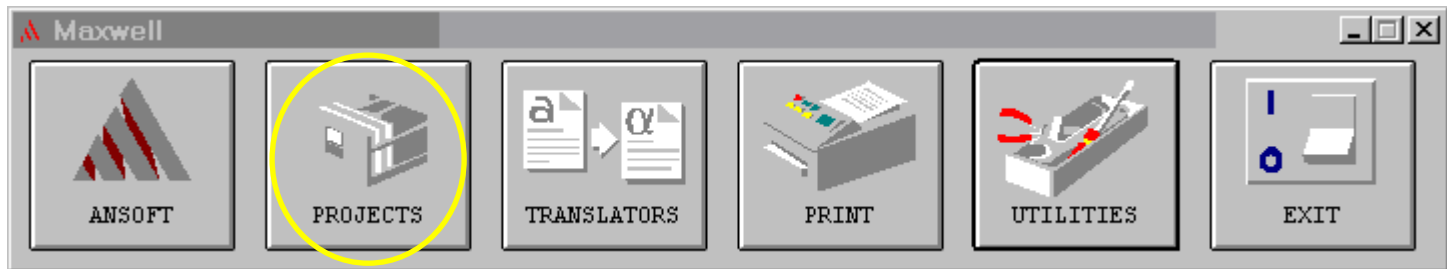 Maxwell
a
α
I
O
ANSOFT
PROJECTS
TRANSLATORS
PRINT
UTILITIES
EXIT